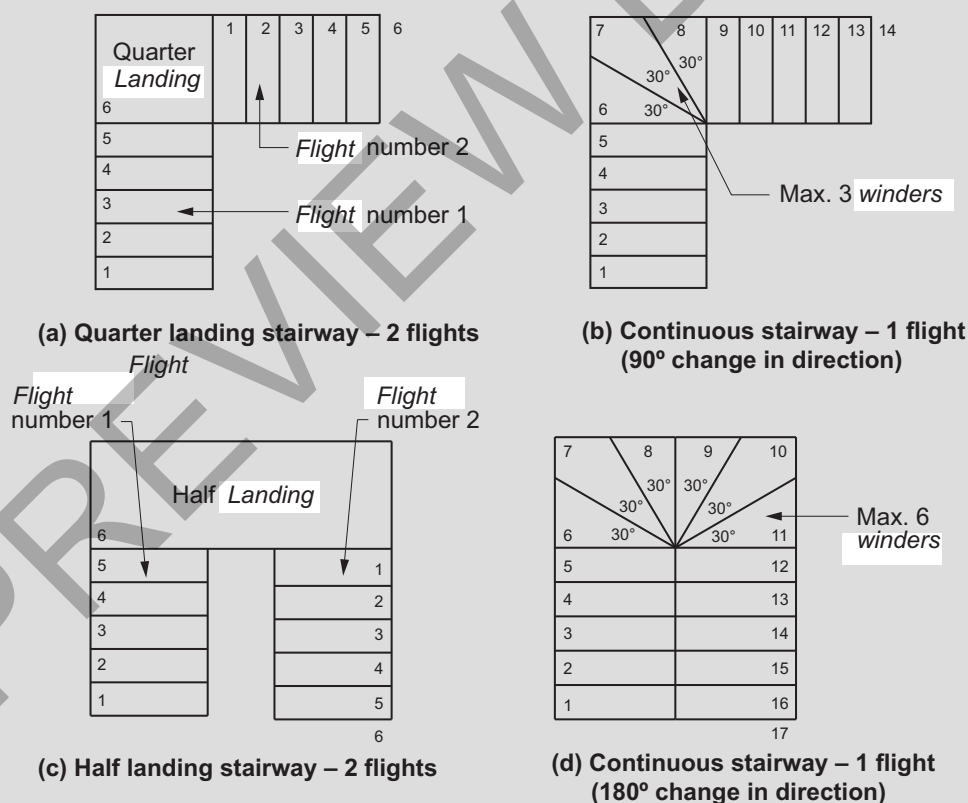 PREVIEW
Quarter
Landing
6
1 2 3 4 5 6
5
4
3
2
1
Flight number 2
Flight number 1
(a) Quarter landing stairway – 2 flights
7 8 9 10 11 12 13 14
30°
30°
6 30°
5
4
3
2
1
Max. 3 winders
(b) Continuous stairway – 1 flight
(90º change in direction)
Flight
Flight
number 1
Flight
number 2
Half Landing
6
5
4
3
2
1
1
2
3
4
5
6
(c) Half landing stairway – 2 flights
7 8 9 10
30° 30°
30° 30°
6 30° 30° 11
5 12
4 13
3 14
2 15
1 16
17
Max. 6
winders
(d) Continuous stairway – 1 flight
(180º change in direction)